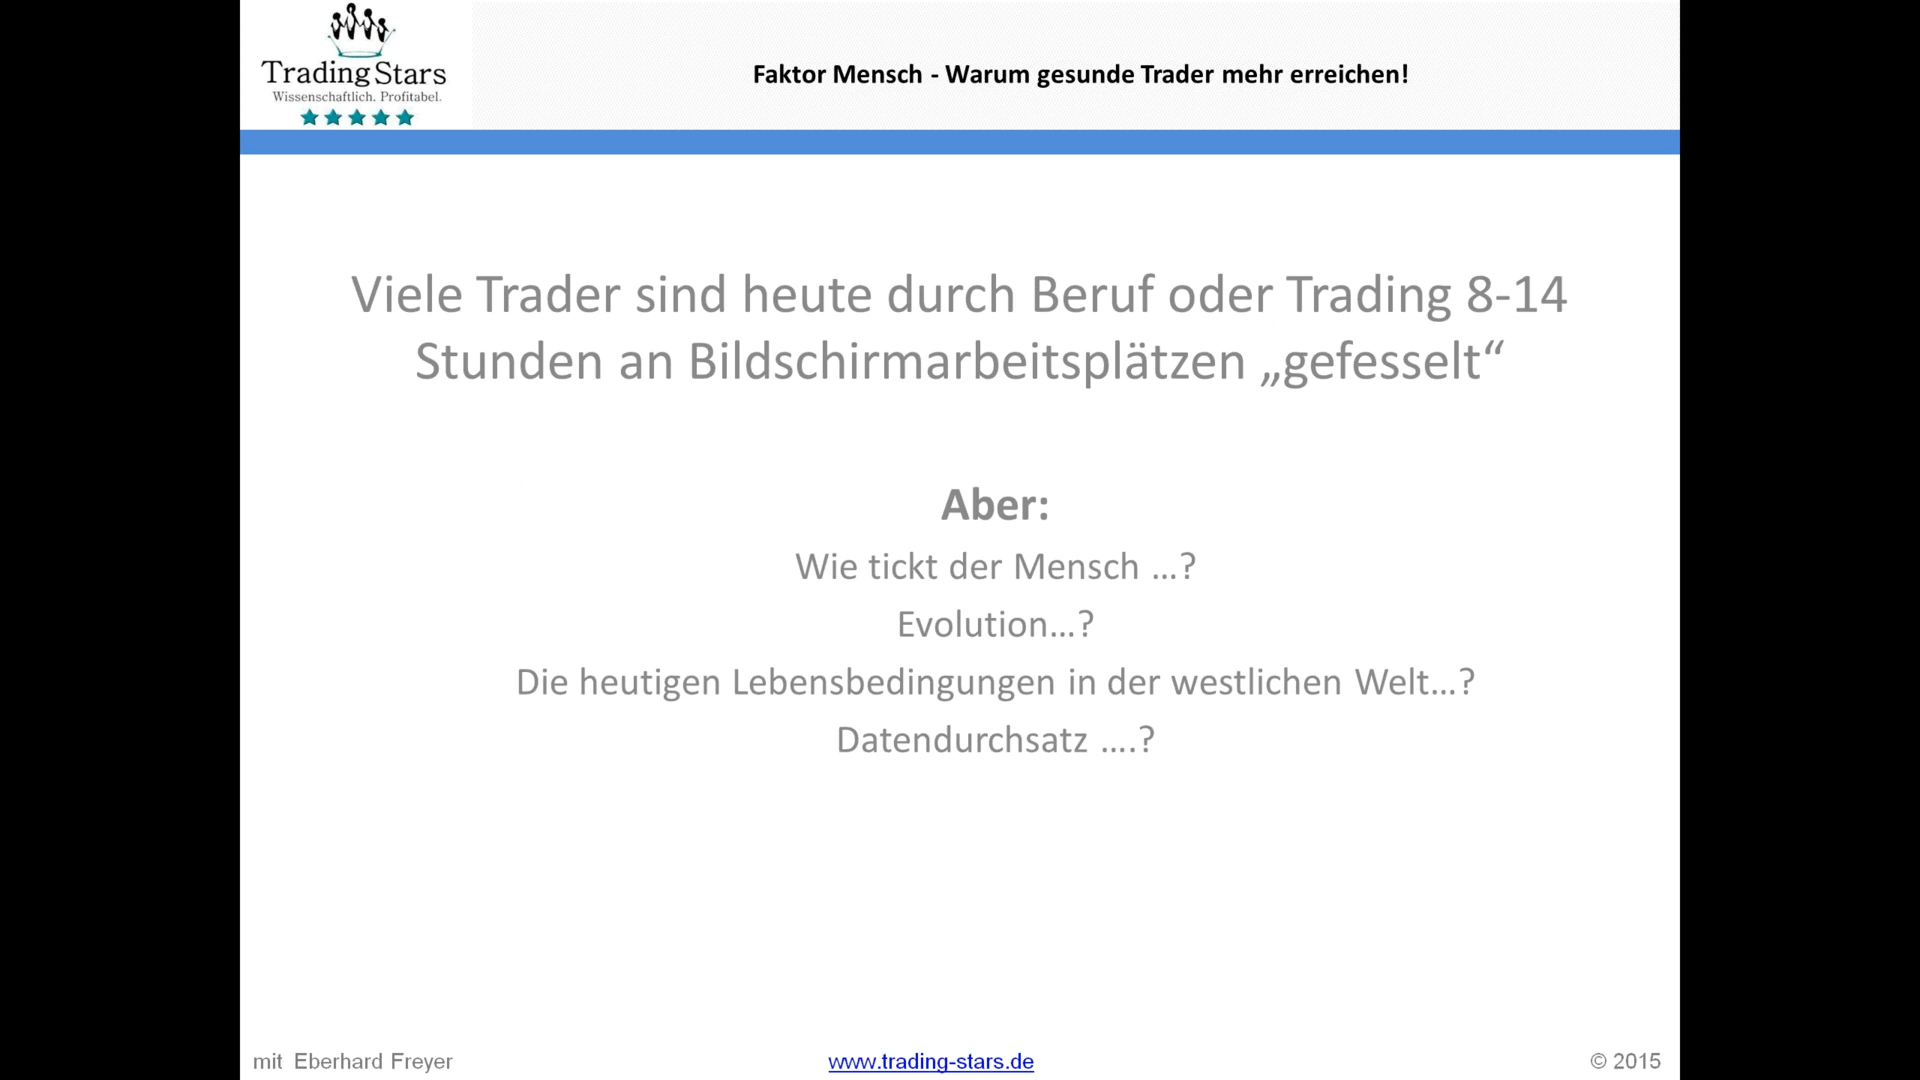 Trading Stars
Wissenschaftlich. Profitabel.
Faktor Mensch - Warum gesunde Trader mehr erreichen!
Viele Trader sind heute durch Beruf oder Trading 8-14
Stunden an Bildschirmarbeitsplätzen „gefesselt“
Aber:
Wie tickt der Mensch ...?
Evolution...?
Die heutigen Lebensbedingungen in der westlichen Welt...?
Datendurchsatz ....?
mit Eberhard Freyer
www.trading-stars.de
© 2015